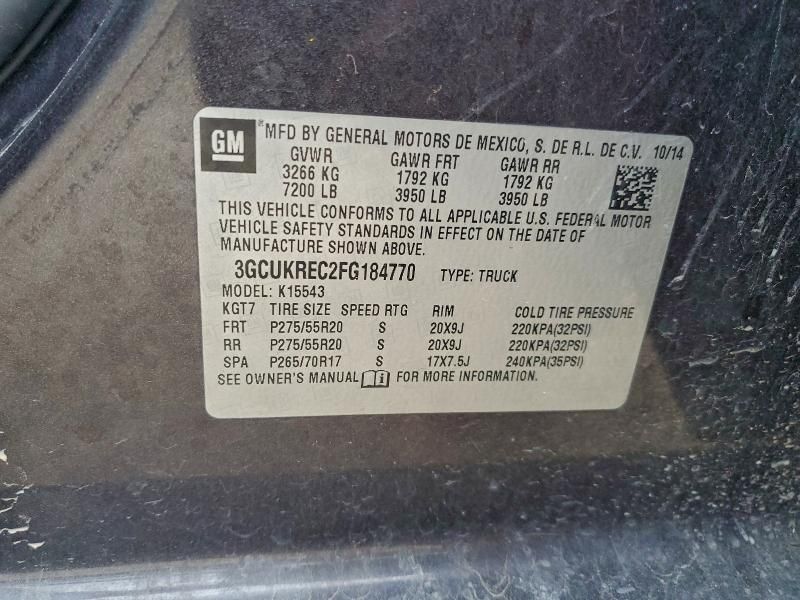 GM
MFD BY GENERAL MOTORS DE MEXICO, S. DE R.L. DE C.V. 10/14
GVWR GAWR FRT GAWR RR
3266 KG 1792 KG 1792 KG
7200 LB 3950 LB 3950 LB
THIS VEHICLE CONFORMS TO ALL APPLICABLE U.S. FEDERAL MOTOR
VEHICLE SAFETY STANDARDS IN EFFECT ON THE DATE OF
MANUFACTURE SHOWN ABOVE.
3GCUKREC2FG184770 TYPE: TRUCK
MODEL: K15543
KGT7 TIRE SIZE SPEED RTG RIM COLD TIRE PRESSURE
FRT P275/55R20 S 20X9J 220KPA(32PSI)
RR P275/55R20 S 20X9J 220KPA(32PSI)
SPA P265/70R17 S 17X7.5J 240KPA(35PSI)
SEE OWNER'S MANUAL FOR MORE INFORMATION.